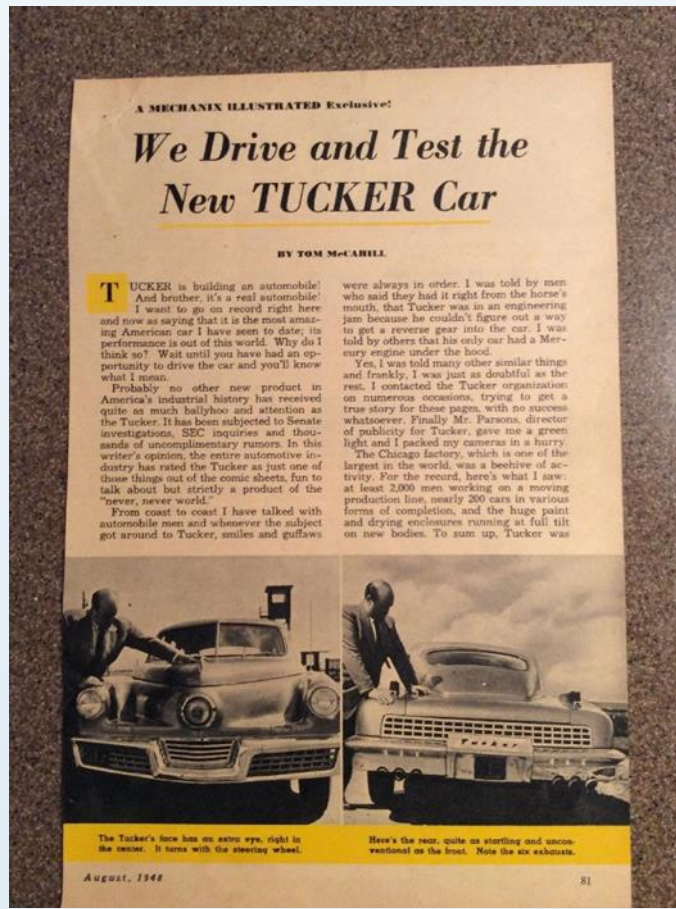 A MECHANIX ILLUSTRATED Exclusive!
We Drive and Test the
New TUCKER Car
BY TOM McCAHILL
TUCKER is building an automobile!
And brother, it's a real automobile!
I want to go on record right here
and now as saying that it is the most amaz-
ing American car I have seen to date; its
performance is out of this world. Why do I
think so? Wait until you have had an op-
portunity to drive the car and you'll know
what I mean.
Probably no other new product in
America's industrial history has received
quite as much ballyhoo and attention as
the Tucker. It has been subjected to Senate
investigations, SEC inquiries and thou-
sands of uncomplimentary rumors. In this
writer's opinion, the entire automotive in-
dustry has rated the Tucker as just one of
those things out of the comic sheets, fun to
talk about but strictly a product of the
"never, never world."
From coast to coast I have talked with
automobile men and whenever the subject
got around to Tucker, smiles and guffaws
were always in order. I was told by men
who said they had it right from the horse's
mouth, that Tucker was in an engineering
jam because he couldn't figure out a way
to get a reverse gear into the car. I was
told by others that his only car had a Mer-
cury engine under the hood.
Yes, I was told many other similar things
and frankly, I was just as doubtful as the
rest. I contacted the Tucker organization
on numerous occasions, trying to get a
true story for these pages, with no success
whatsoever. Finally Mr. Parsons, director
of publicity for Tucker, gave me a green
light and I packed my cameras in a hurry.
The Chicago factory, which is one of the
largest in the world, was a beehive of ac-
tivity. For the record, here's what I saw:
at least 2,000 men working on a moving
production line, nearly 200 cars in various
forms of completion, and the huge paint
and drying enclosures running at full tilt
on new bodies. To sum up, Tucker was
Tucker
The Tucker's face has an extra eye, right in
the center. It turns with the steering wheel.
Here's the rear, quite as startling and uncon-
ventional as the front. Note the six exhausts.
August, 1948
81